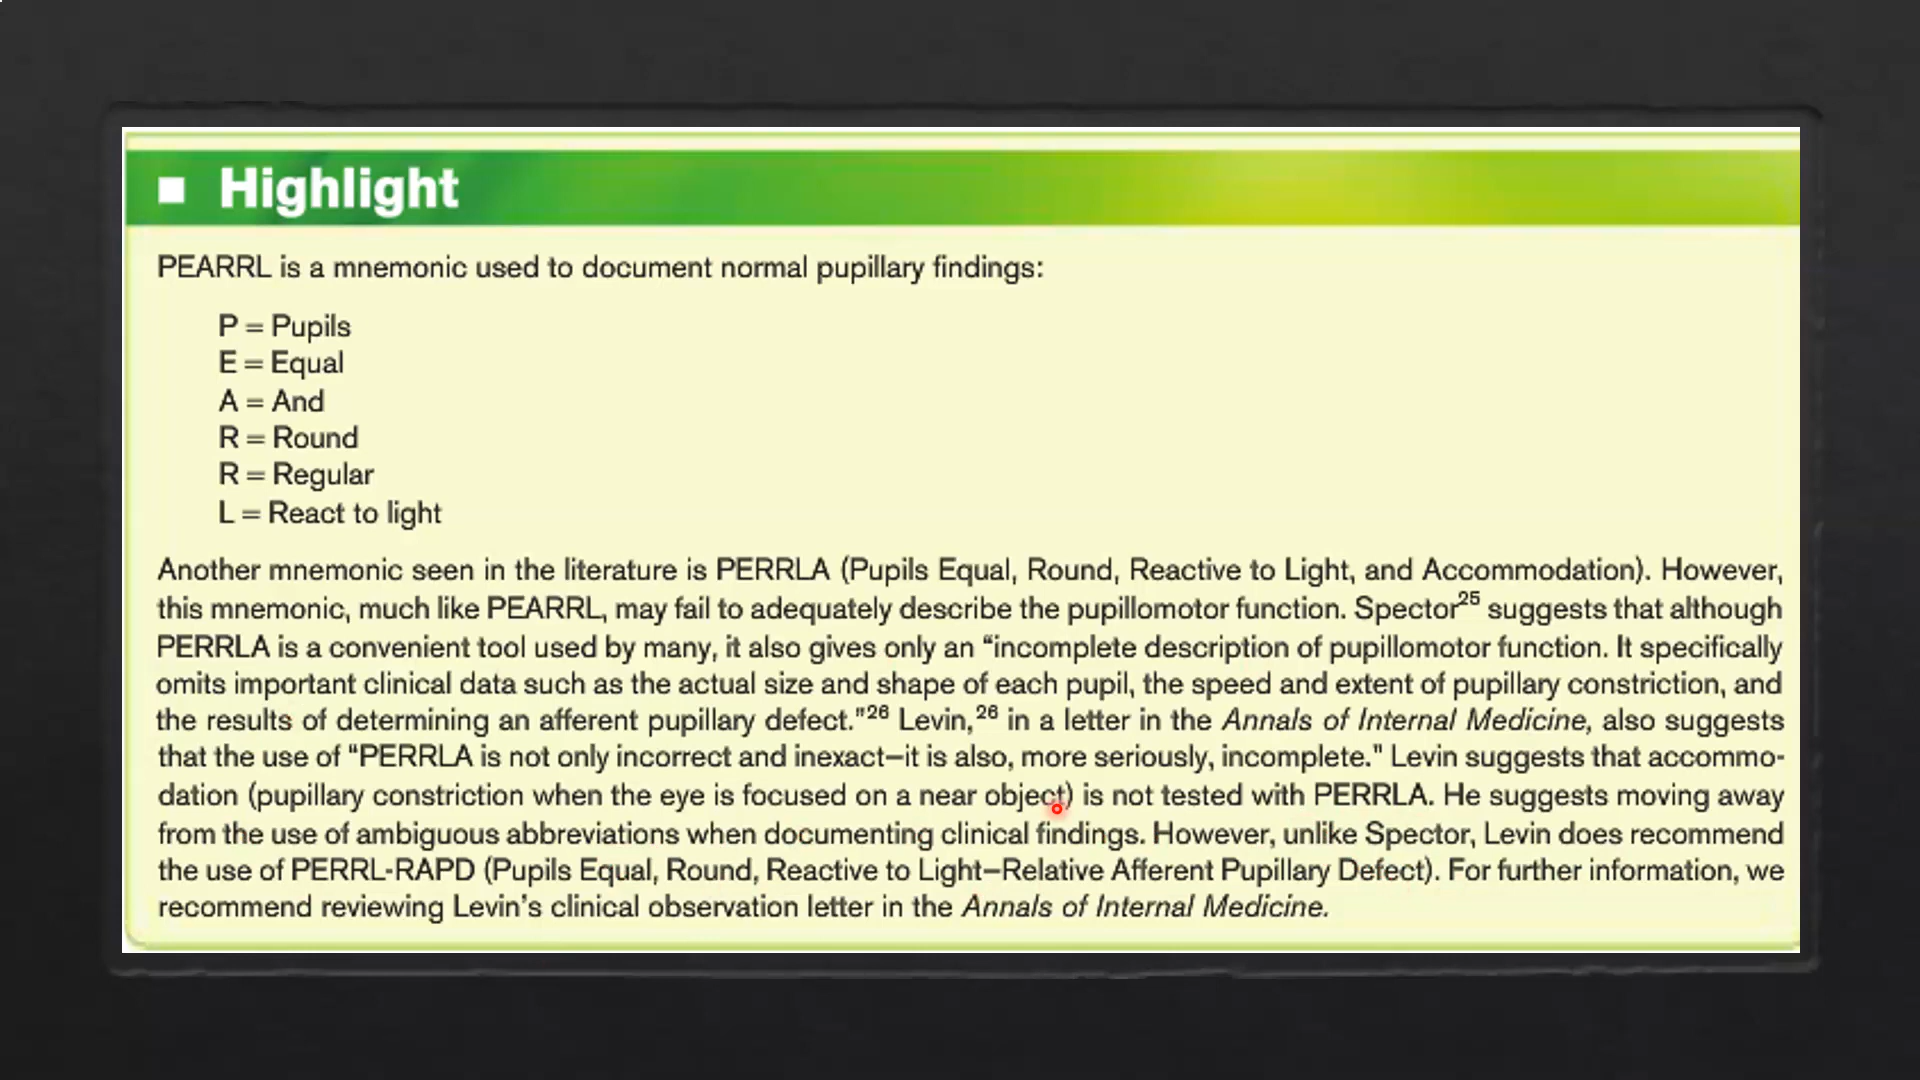 ■ Highlight
PEARRL is a mnemonic used to document normal pupillary findings:
P = Pupils
E = Equal
A = And
R = Round
R = Regular
L = React to light
Another mnemonic seen in the literature is PERRLA (Pupils Equal, Round, Reactive to Light, and Accommodation). However,
this mnemonic, much like PEARRL, may fail to adequately describe the pupillomotor function. Spector25 suggests that although
PERRLA is a convenient tool used by many, it also gives only an “incomplete description of pupillomotor function. It specifically
omits important clinical data such as the actual size and shape of each pupil, the speed and extent of pupillary constriction, and
the results of determining an afferent pupillary defect."26 Levin,26 in a letter in the Annals of Internal Medicine, also suggests
that the use of “PERRLA is not only incorrect and inexact—it is also, more seriously, incomplete." Levin suggests that accommo-
dation (pupillary constriction when the eye is focused on a near object) is not tested with PERRLA. He suggests moving away
from the use of ambiguous abbreviations when documenting clinical findings. However, unlike Spector, Levin does recommend
the use of PERRL-RAPD (Pupils Equal, Round, Reactive to Light—Relative Afferent Pupillary Defect). For further information, we
recommend reviewing Levin’s clinical observation letter in the Annals of Internal Medicine.